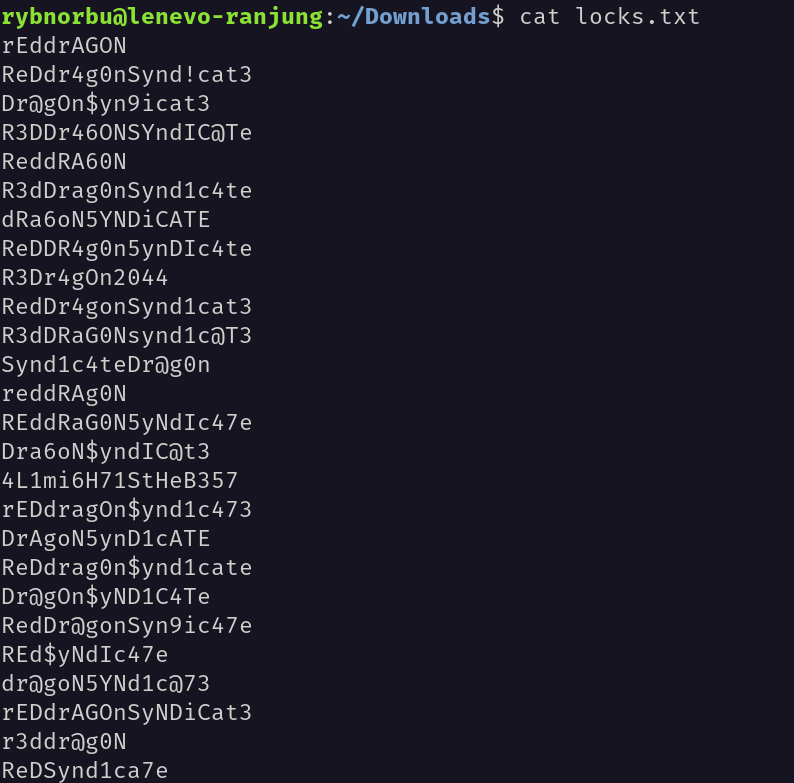 rybnorbu@lenevo-ranjung:~/Downloads$ cat locks.txt
rEddrAGON
ReDdr4g0nSynd!cat3
Dr@gOn$yn9icat3
R3DDr46ONSYndIC@Te
ReddRA60N
R3dDrag0nSynd1c4te
dRa6oN5YNDiCATE
ReDDR4g0n5ynDIc4te
R3Dr4gOn2044
RedDr4gonSynd1cat3
R3dDRaG0Nsynd1c@T3
Synd1c4teDr@g0n
reddRAg0N
REddRaG0N5yNdIc47e
Dra6oN$yndIC@t3
4L1mi6H71StHeB357
rEDdragOn$ynd1c473
DrAgoN5ynD1cATE
ReDdrag0n$ynd1cate
Dr@gOn$yND1C4Te
RedDr@gonSyn9ic47e
REd$yNdIc47e
dr@goN5YNd1c@73
rEDdrAGOnSyNDiCat3
r3ddr@g0N
ReDSynd1ca7e